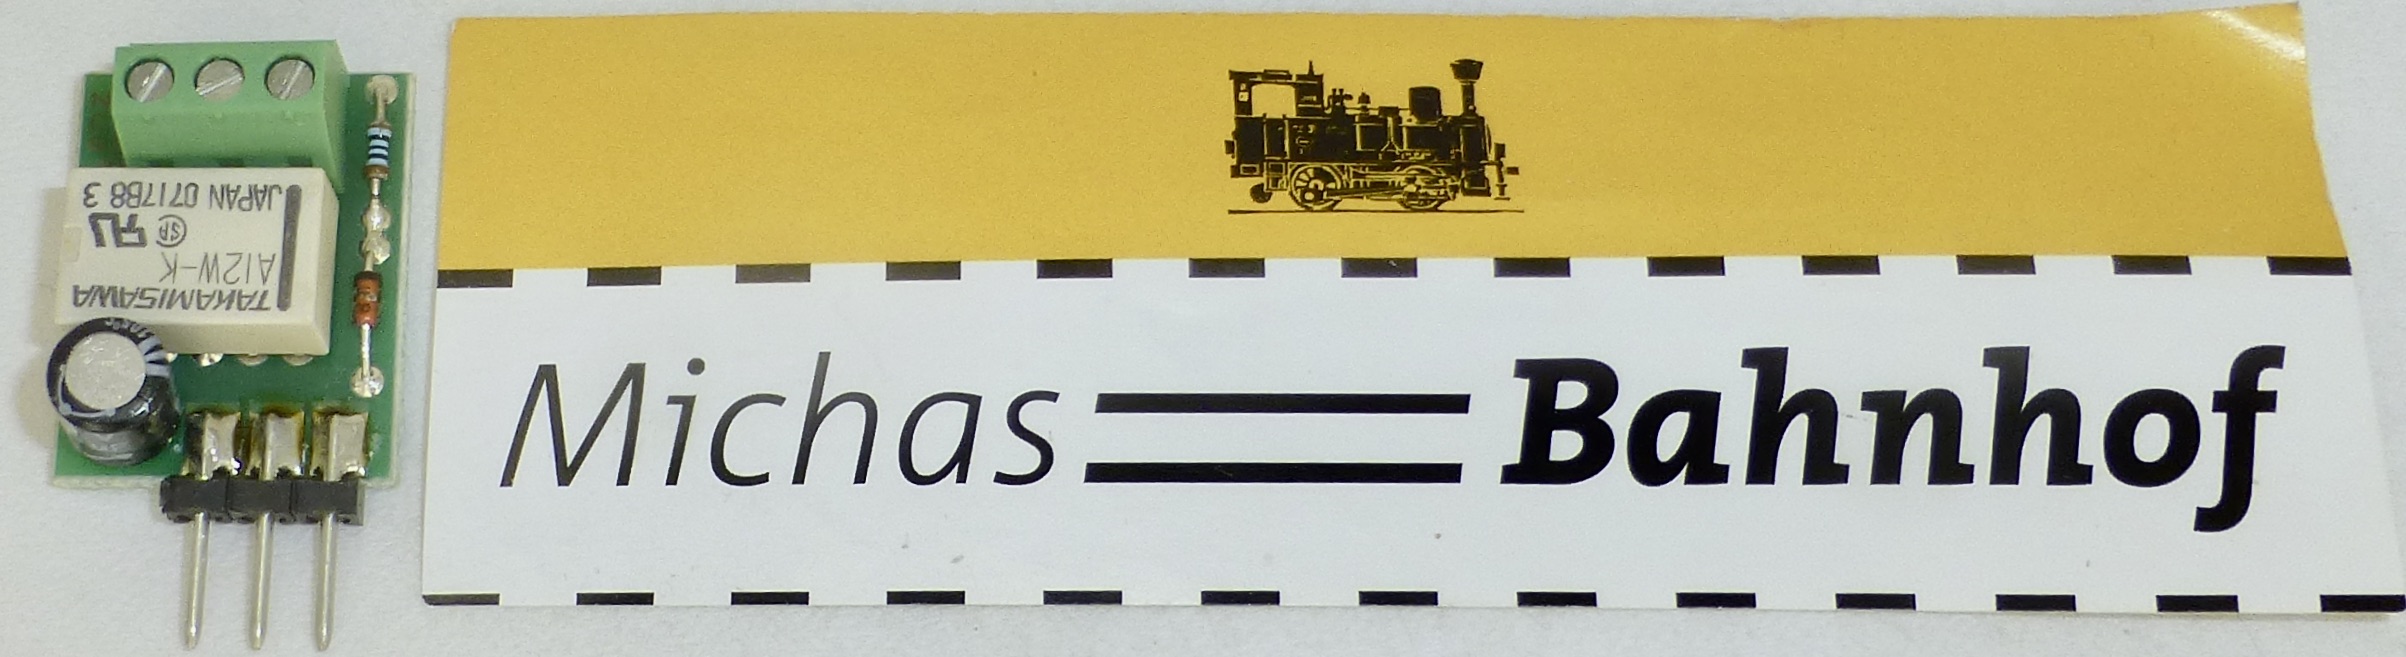 TAKAMISAWA
A12W-K
JAPAN 0717B8 3
Michas Bahnhof